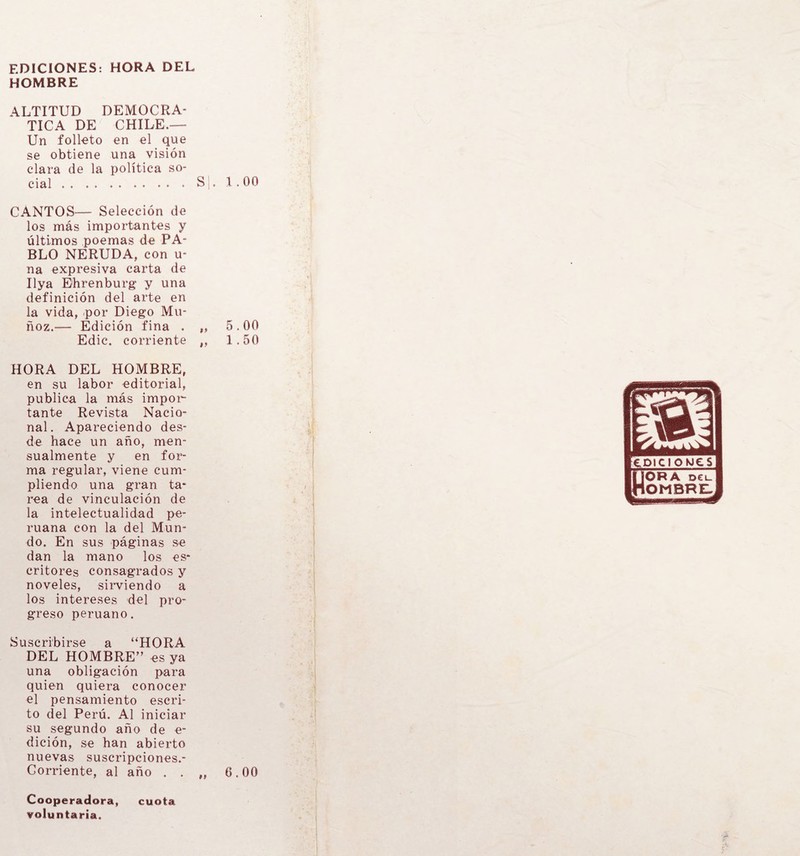 EDICIONES: HORA DEL
HOMBRE
ALTITUD DEMOCRA-
TICA DE CHILE.—
Un folleto en el que
se obtiene una visión
clara de la política so-
cial . . . . . . . . . . . S|. 1.00
CANTOS— Selección de
los más importantes y
últimos poemas de PA-
BLO NERUDA, con u-
na expresiva carta de
Ilya Ehrenburg y una
definición del arte en
la vida, por Diego Mu-
ñoz.— Edición fina . „ 5.00
Edic. corriente „ 1.50
HORA DEL HOMBRE,
en su labor editorial,
publica la más impor-
tante Revista Nacio-
nal. Apareciendo des-
de hace un año, men-
sualmente y en for-
ma regular, viene cum-
pliendo una gran ta-
rea de vinculación de
la intelectualidad pe-
ruana con la del Mun-
do. En sus páginas se
dan la mano los es-
critores consagrados y
noveles, sirviendo a
los intereses del pro-
greso peruano.
Suscribirse a “HORA
DEL HOMBRE” es ya
una obligación para
quien quiera conocer
el pensamiento escri-
to del Perú. Al iniciar
su segundo año de e-
dición, se han abierto
nuevas suscripciones.-
Corriente, al año . . „ 6.00
Cooperadora, cuota
voluntaria.
EDICIONES
HORA DEL
HOMBRE